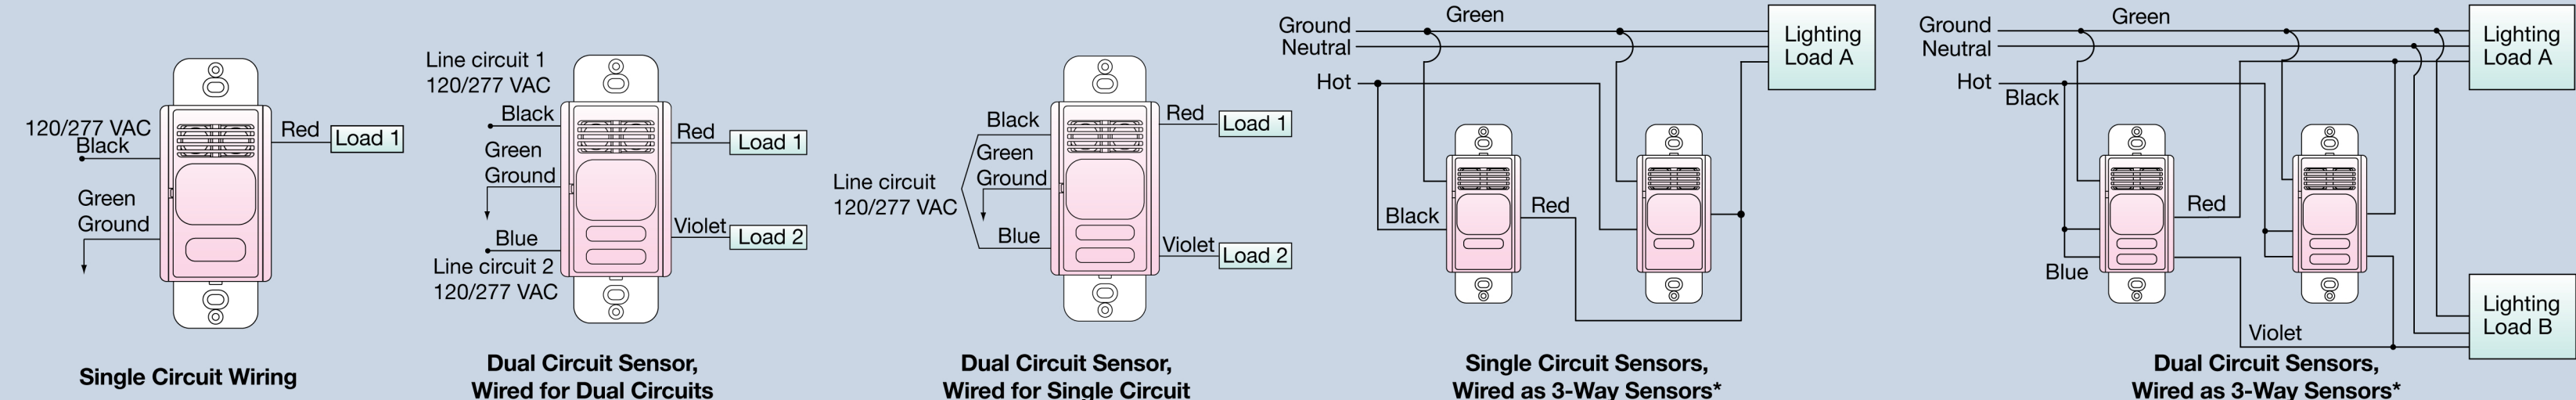 120/277 VAC
Black
Green
Ground
Red
Load 1
Single Circuit Wiring
Line circuit 1
120/277 VAC
Black
Green
Ground
Blue
Line circuit 2
120/277 VAC
Red
Load 1
Violet
Load 2
Dual Circuit Sensor,
Wired for Dual Circuits
Line circuit
120/277 VAC
Black
Green
Ground
Blue
Red
Load 1
Violet
Load 2
Dual Circuit Sensor,
Wired for Single Circuit
Ground
Neutral
Hot
Green
Black
Red
Lighting
Load A
Single Circuit Sensors,
Wired as 3-Way Sensors*
Ground
Neutral
Hot
Black
Green
Blue
Red
Violet
Lighting
Load A
Lighting
Load B
Dual Circuit Sensors,
Wired as 3-Way Sensors*